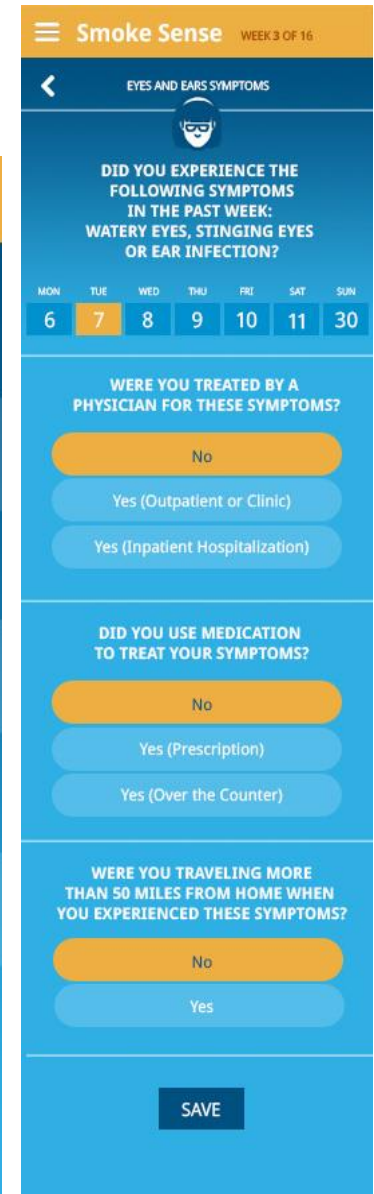 Smoke Sense WEEK 3 OF 16
EYES AND EARS SYMPTOMS
DID YOU EXPERIENCE THE
FOLLOWING SYMPTOMS
IN THE PAST WEEK:
WATERY EYES, STINGING EYES
OR EAR INFECTION?
MON TUE WED THU FRI SAT SUN
6 7 8 9 10 11 30
WERE YOU TREATED BY A
PHYSICIAN FOR THESE SYMPTOMS?
No
Yes (Outpatient or Clinic)
Yes (Inpatient Hospitalization)
DID YOU USE MEDICATION
TO TREAT YOUR SYMPTOMS?
No
Yes (Prescription)
Yes (Over the Counter)
WERE YOU TRAVELING MORE
THAN 50 MILES FROM HOME WHEN
YOU EXPERIENCED THESE SYMPTOMS?
No
Yes
SAVE